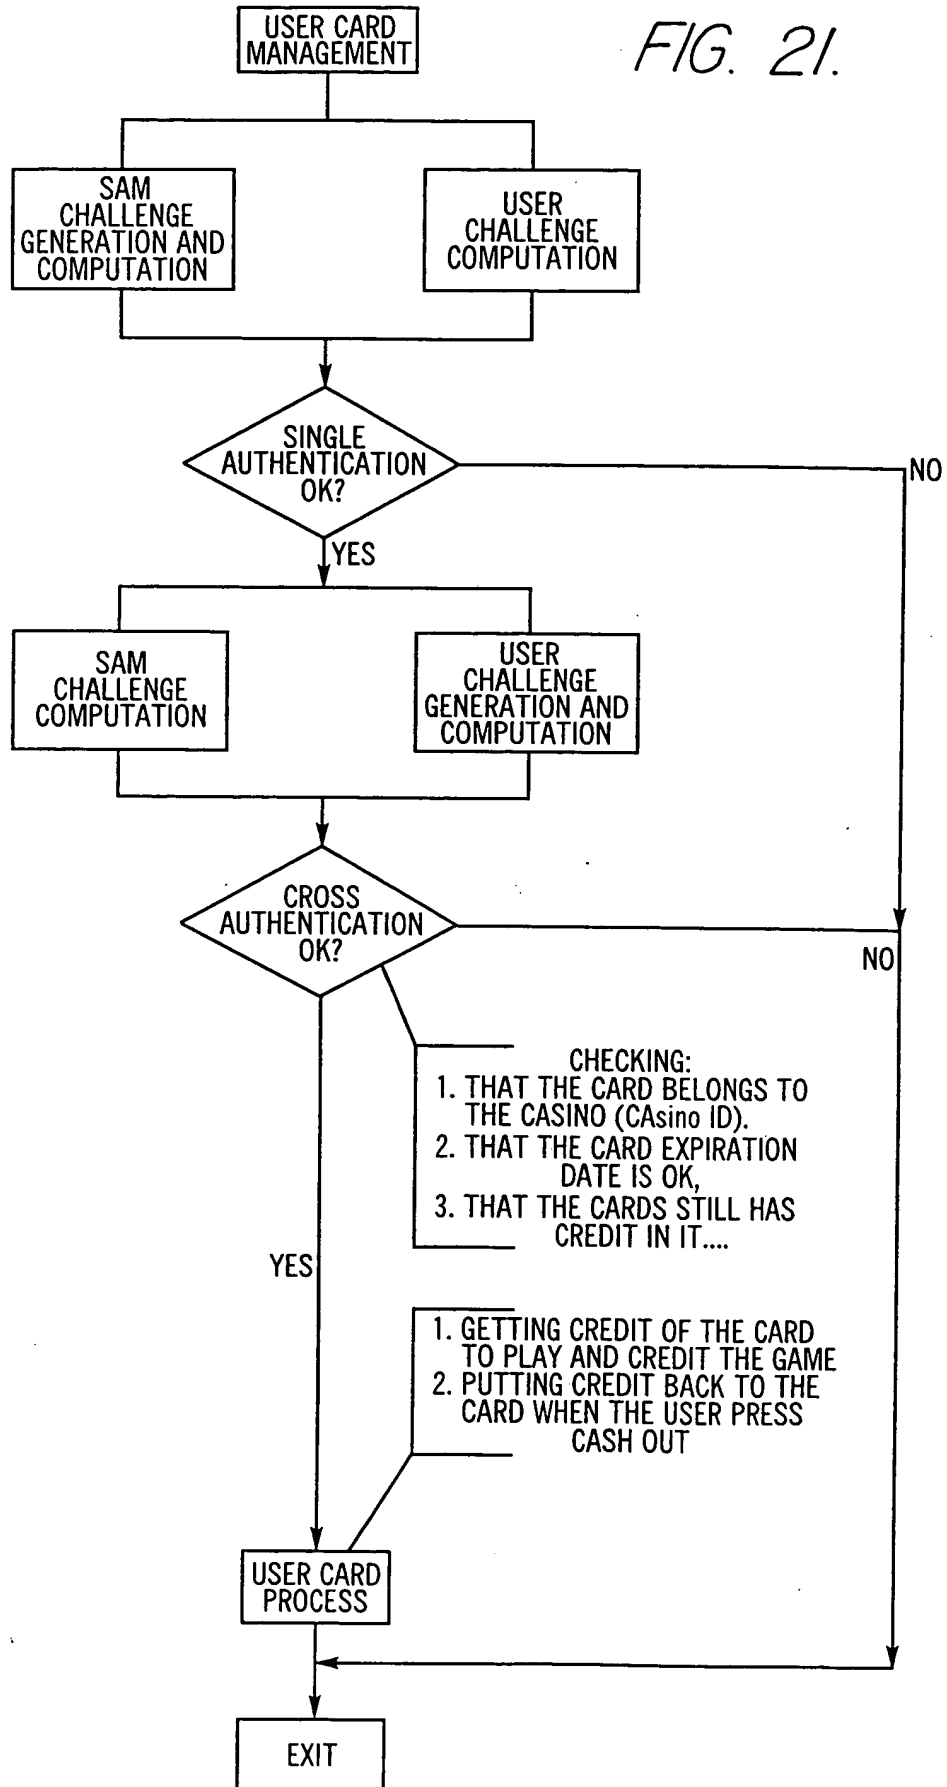 USER CARD
MANAGEMENT
FIG. 21.
SAM
CHALLENGE
GENERATION AND
COMPUTATION
USER
CHALLENGE
COMPUTATION
SINGLE
AUTHENTICATION
OK?
NO
YES
SAM
CHALLENGE
COMPUTATION
USER
CHALLENGE
GENERATION AND
COMPUTATION
CROSS
AUTHENTICATION
OK?
NO
CHECKING:
1. THAT THE CARD BELONGS TO
THE CASINO (CAsino ID).
2. THAT THE CARD EXPIRATION
DATE IS OK,
3. THAT THE CARDS STILL HAS
CREDIT IN IT....
YES
1. GETTING CREDIT OF THE CARD
TO PLAY AND CREDIT THE GAME
2. PUTTING CREDIT BACK TO THE
CARD WHEN THE USER PRESS
CASH OUT
USER CARD
PROCESS
EXIT